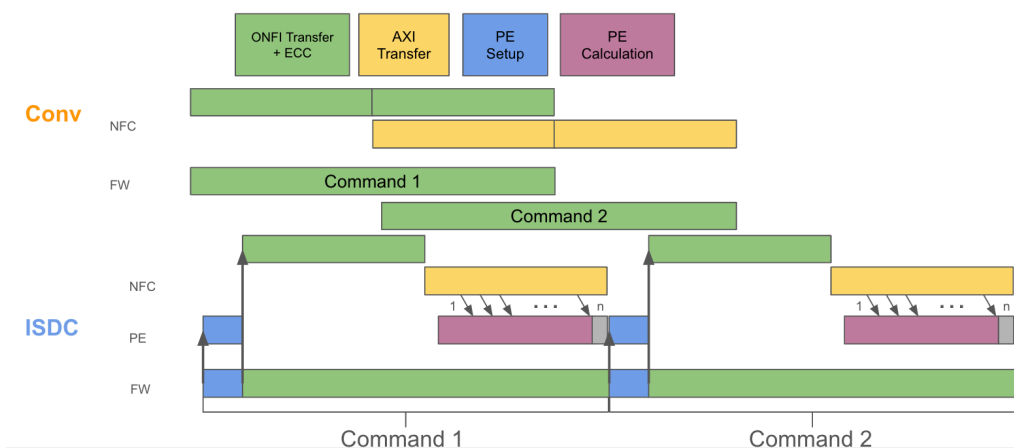 ONFI Transfer
+ ECC
AXI
Transfer
PE
Setup
PE
Calculation
Conv
NFC
FW
Command 1
Command 2
ISDC
NFC
1
. . .
n
1
. . .
n
PE
FW
Command 1
Command 2